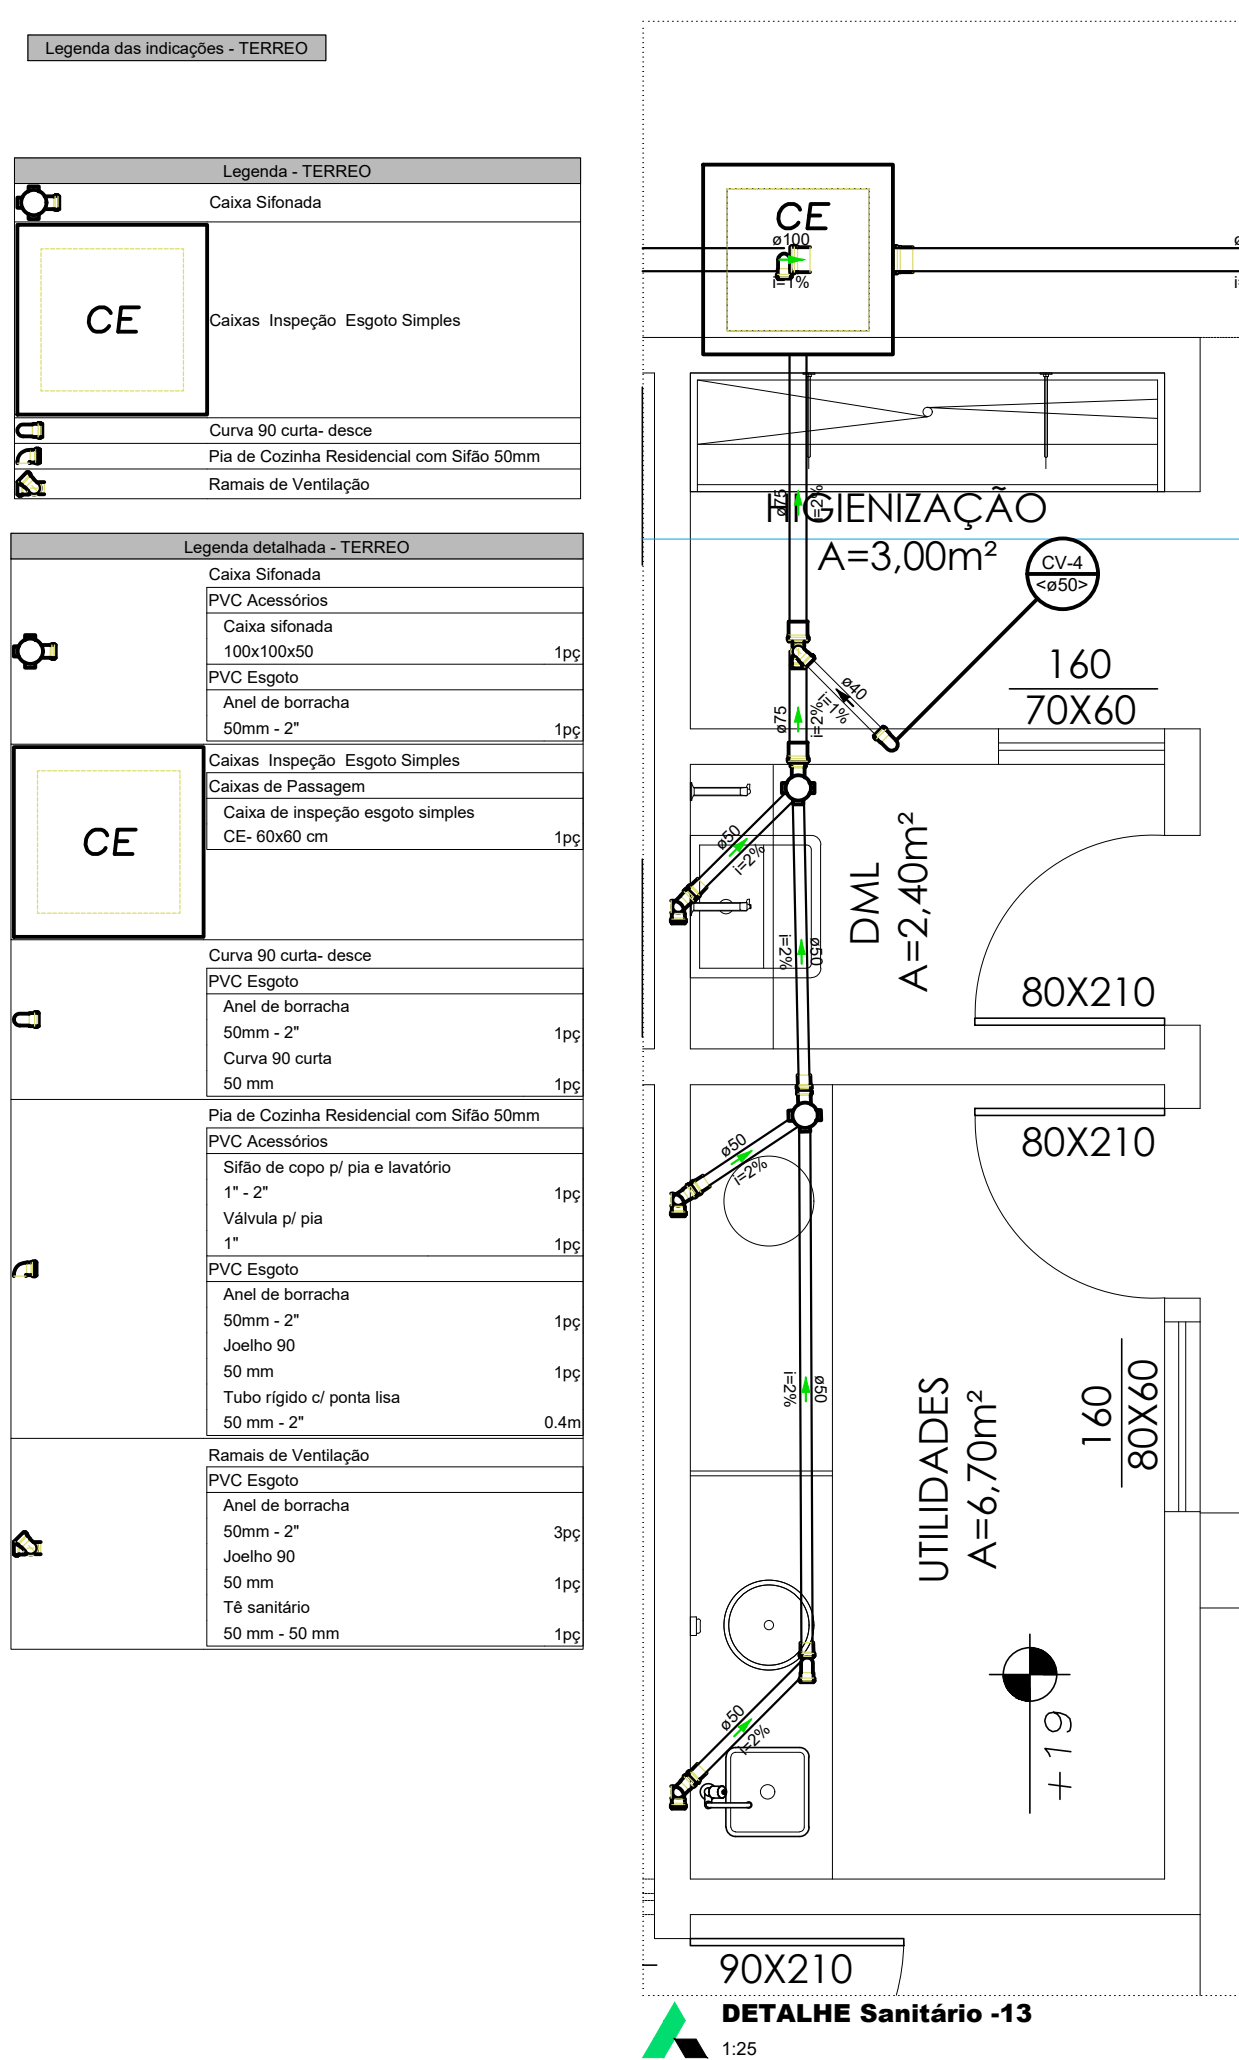 Legenda das indicações - TERREO
Legenda - TERREO
Caixa Sifonada
CE
Caixas Inspeção Esgoto Simples
Curva 90 curta- desce
Pia de Cozinha Residencial com Sifão 50mm
Ramais de Ventilação
Legenda detalhada - TERREO
Caixa Sifonada
PVC Acessórios
Caixa sifonada
100x100x50 1pç
PVC Esgoto
Anel de borracha
50mm - 2" 1pç
CE
Caixas Inspeção Esgoto Simples
Caixas de Passagem
Caixa de inspeção esgoto simples
CE- 60x60 cm 1pç
Curva 90 curta- desce
PVC Esgoto
Anel de borracha
50mm - 2" 1pç
Curva 90 curta
50 mm 1pç
Pia de Cozinha Residencial com Sifão 50mm
PVC Acessórios
Sifão de copo p/ pia e lavatório
1" - 2" 1pç
Válvula p/ pia
1" 1pç
PVC Esgoto
Anel de borracha
50mm - 2" 1pç
Joelho 90
50 mm 1pç
Tubo rígido c/ ponta lisa
50 mm - 2" 0.4m
Ramais de Ventilação
PVC Esgoto
Anel de borracha
50mm - 2" 3pç
Joelho 90
50 mm 1pç
Tê sanitário
50 mm - 50 mm 1pç
CE
ø100
i=1%
ø75
i=2%
HIGIENIZAÇÃO
A=3,00m²
CV-4
<ø50>
160
70X60
ø40
i=1%
ø75
i=2%
ø50
i=2%
DML
A=2,40m²
i=2%
ø50
80X210
80X210
ø50
i=2%
i=2%
ø50
UTILIDADES
A=6,70m²
160
80X60
ø50
i=2%
+19
90X210
DETALHE Sanitário -13
1:25